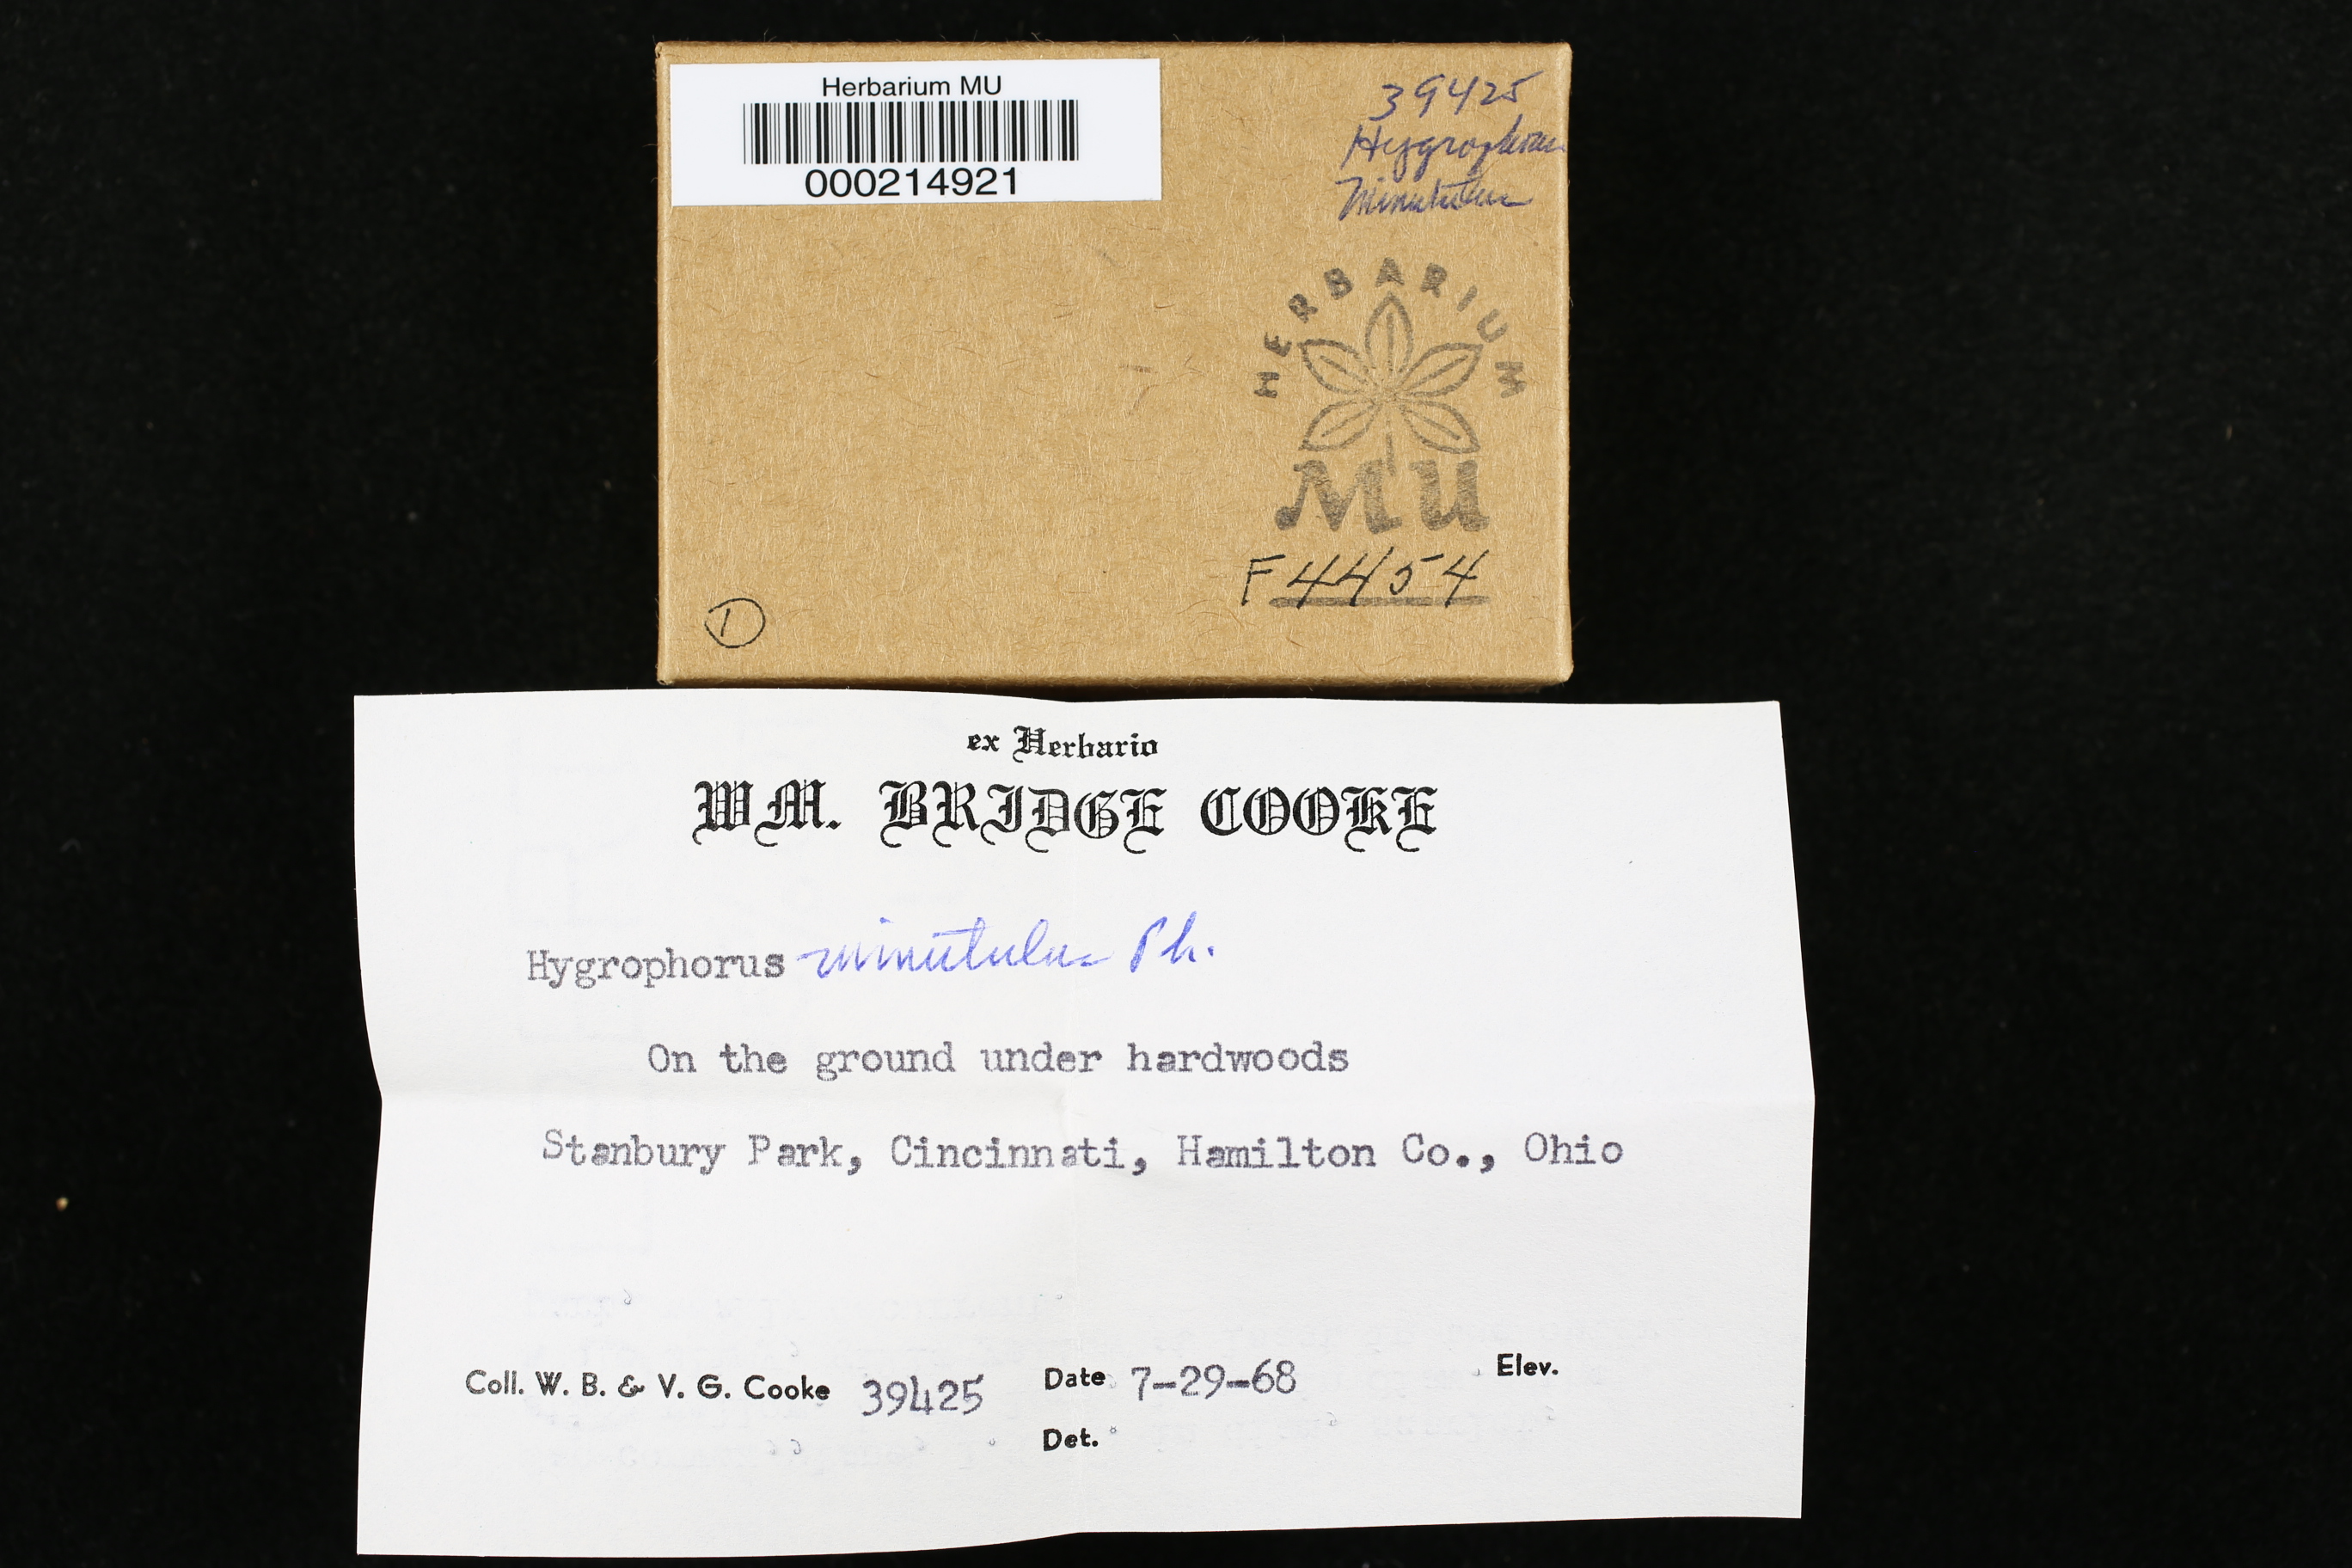 Herbarium MU
000214921
39425
Hygrophorus
minutulus
HERBARIUM
MU
F4454
1
ex Herbario
WM. BRIDGE COOKE
Hygrophorus minutulus Pk.
On the ground under hardwoods
Stanbury Park, Cincinnati, Hamilton Co., Ohio
Coll. W. B. & V. G. Cooke 39425 Date 7-29-68 Elev.
Det.